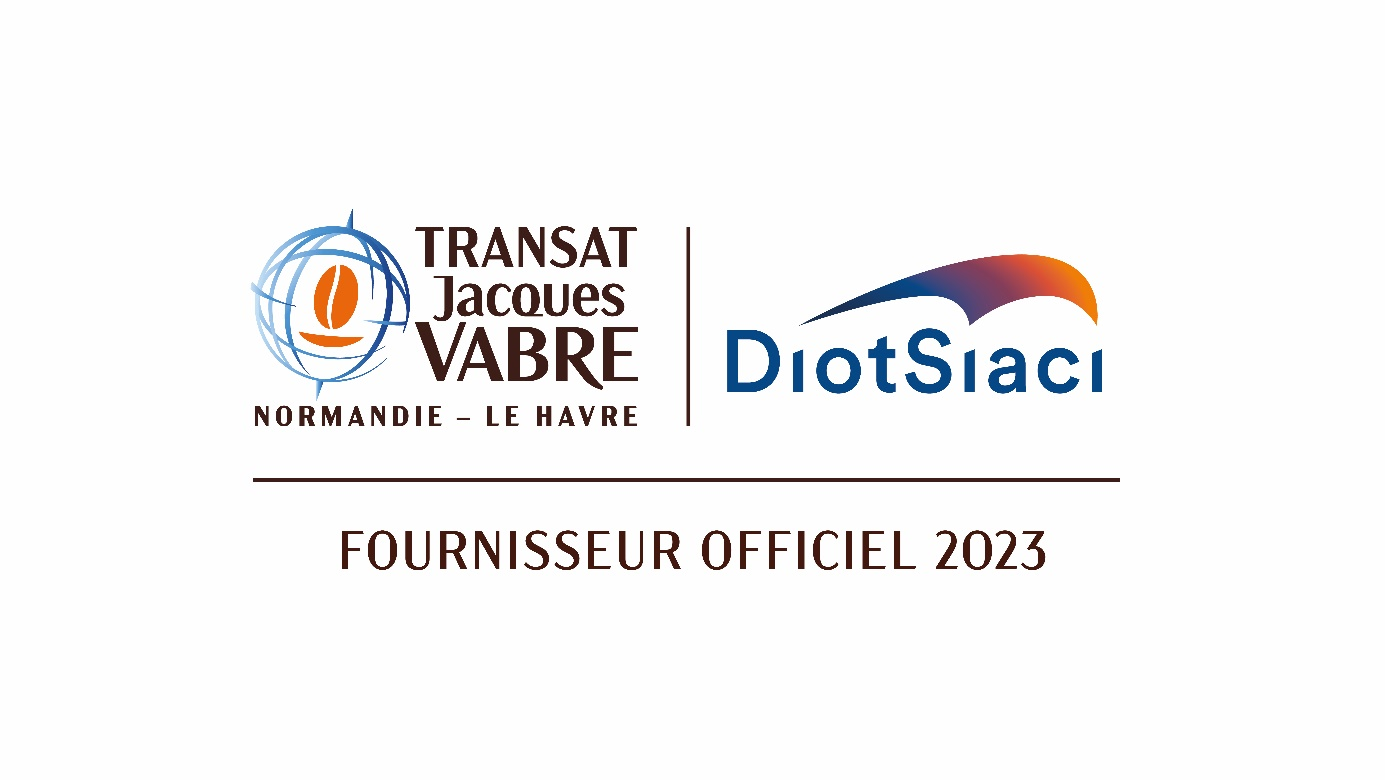 TRANSAT
Jacques
VABRE
NORMANDIE – LE HAVRE
DiotSiaci
FOURNISSEUR OFFICIEL 2023